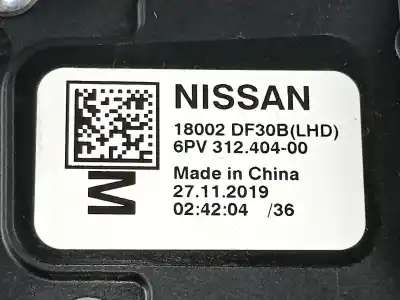 NISSAN
18002 DF30B(LHD)
6PV 312.404-00
Made in China
27.11.2019
02:42:04 /36
M